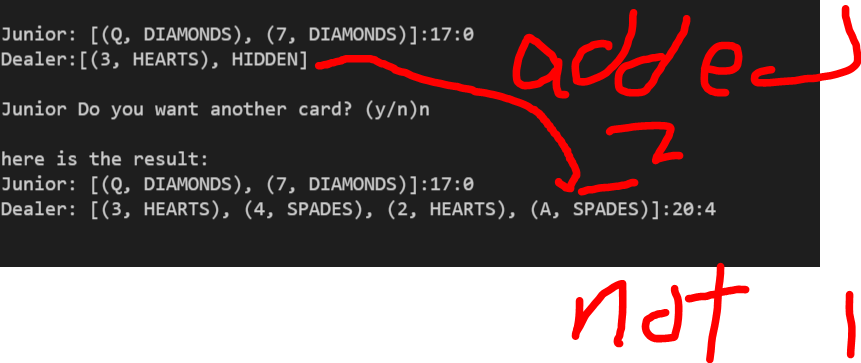 Junior: [(Q, DIAMONDS), (7, DIAMONDS)]:17:0
Dealer:[(3, HEARTS), HIDDEN]
added
2
Junior Do you want another card? (y/n)n
here is the result:
Junior: [(Q, DIAMONDS), (7, DIAMONDS)]:17:0
Dealer: [(3, HEARTS), (4, SPADES), (2, HEARTS), (A, SPADES)]:20:4
not 1